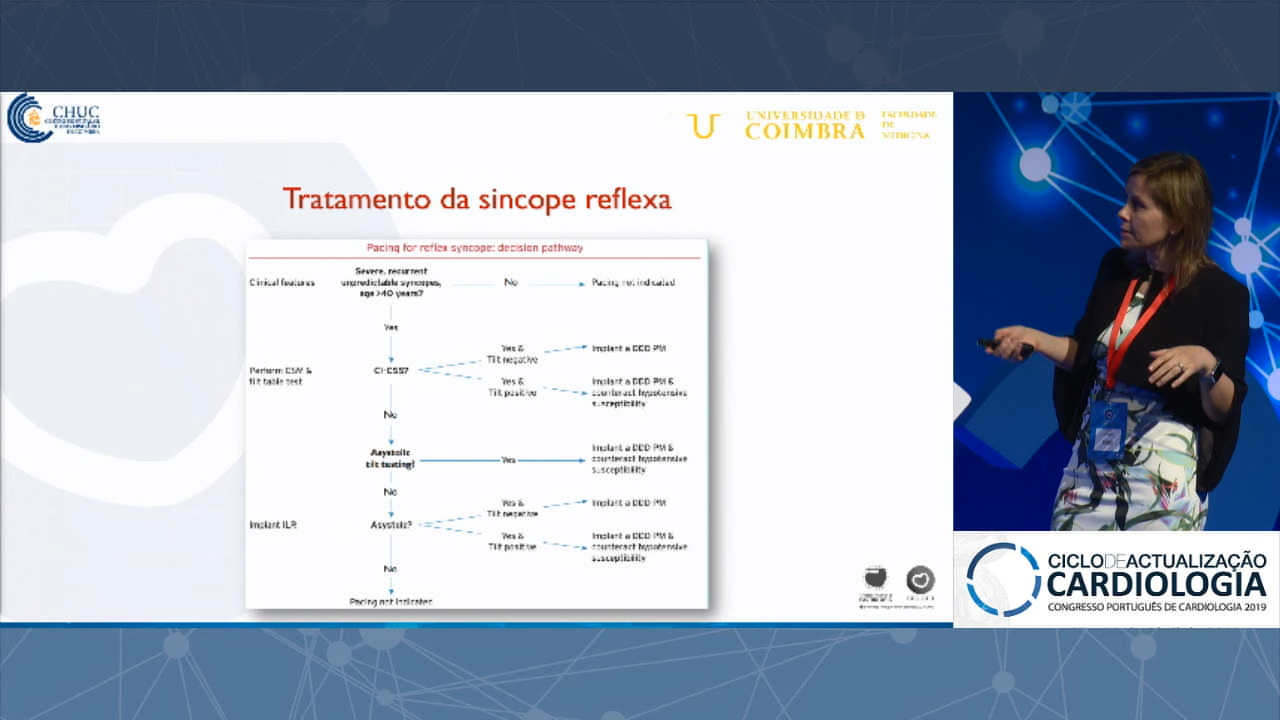 CHUC
UNIVERSIDADE D
COIMBRA
FACULDADE
DE
MEDICINA
Tratamento da sincope reflexa
Pacing for reflex syncope: decision pathway
Clinical features
Severe, recurrent
unpredictable syncopes,
age >40 years?
No
Pacing not indicated
Yes
Perform CSM &
tilt table test
CI-CSS?
Yes &
Tilt negative
Implant a DDD PM
Yes &
Tilt positive
Implant a DDD PM &
counteract hypotensive
susceptibility
No
Asystolic
tilt testing?
Yes
Implant a DDD PM &
counteract hypotensive
susceptibility
No
Implant ILR
Asystole?
Yes &
Tilt negative
Implant a DDD PM
Yes &
Tilt positive
Implant a DDD PM &
counteract hypotensive
susceptibility
No
Pacing not indicated
CICLODEACTUALIZAÇÃO
CARDIOLOGIA
CONGRESSO PORTUGUÊS DE CARDIOLOGIA 2019